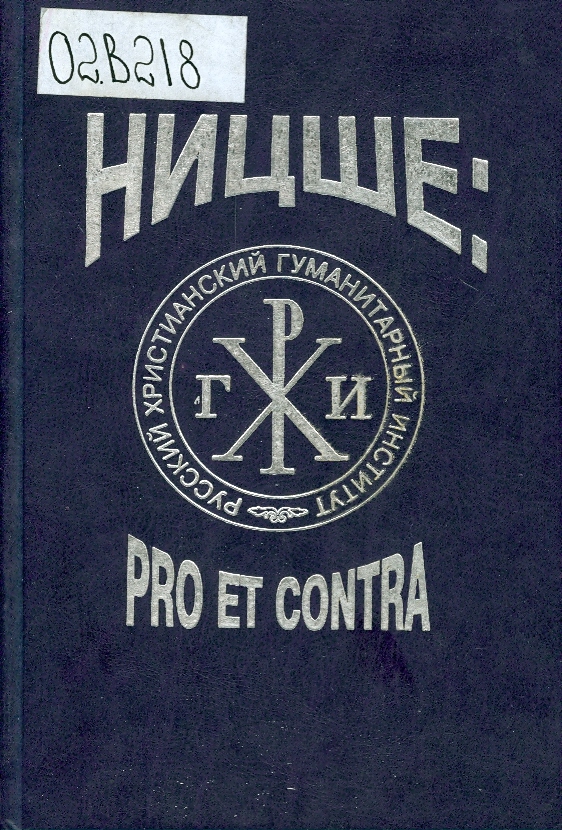 02.В218
НИЦШЕ:
РУССКИЙ ХРИСТИАНСКИЙ ГУМАНИТАРНЫЙ ИНСТИТУТ
Р
Г Х И
PRO ET CONTRA